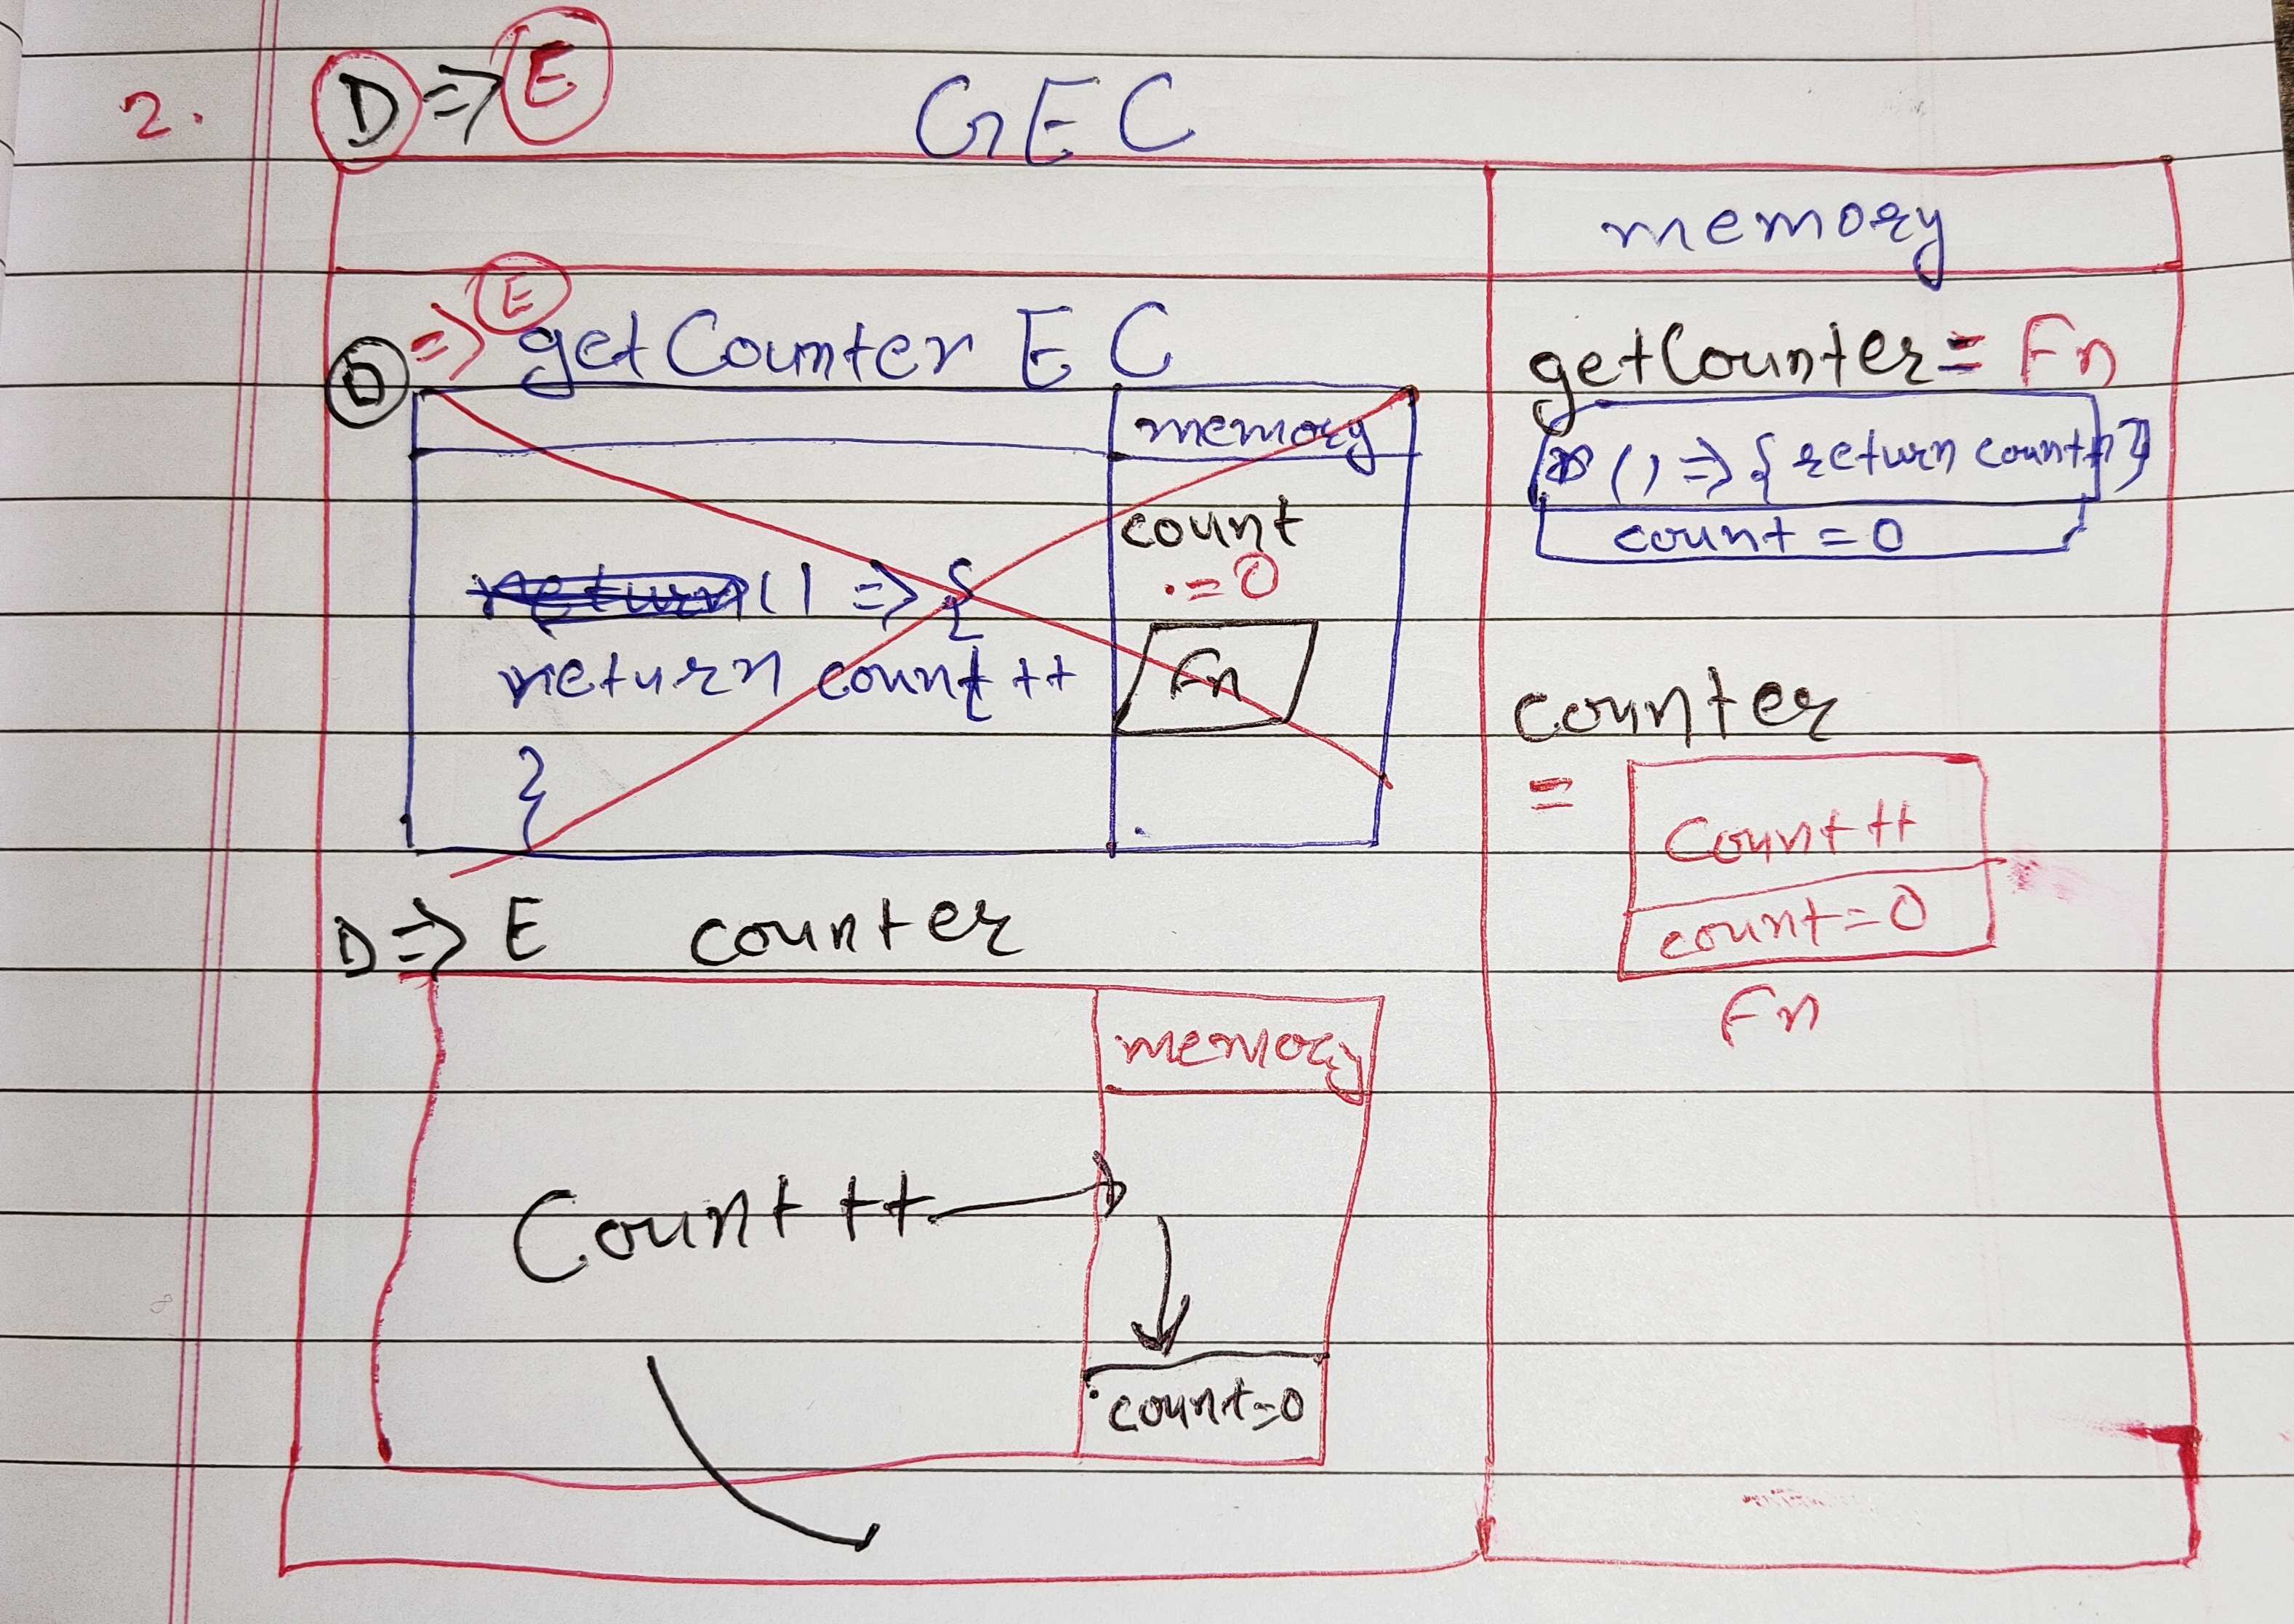 2. D => E GEC
memory
D => E getCounter EC
getCounter = Fn
memory
() => { return count++ }
count
= 0
count = 0
() => {
return count ++
}
Fn
counter
=
Count ++
count = 0
Fn
D => E counter
memory
Count ++
count = 0